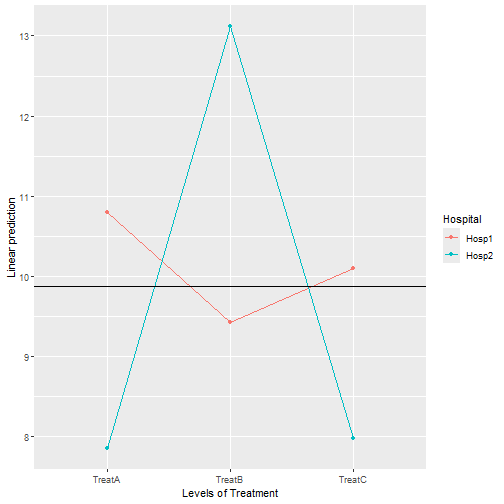 13
12
11
10
9
8
Linear prediction
TreatA
TreatB
TreatC
Levels of Treatment
Hospital
Hosp1
Hosp2